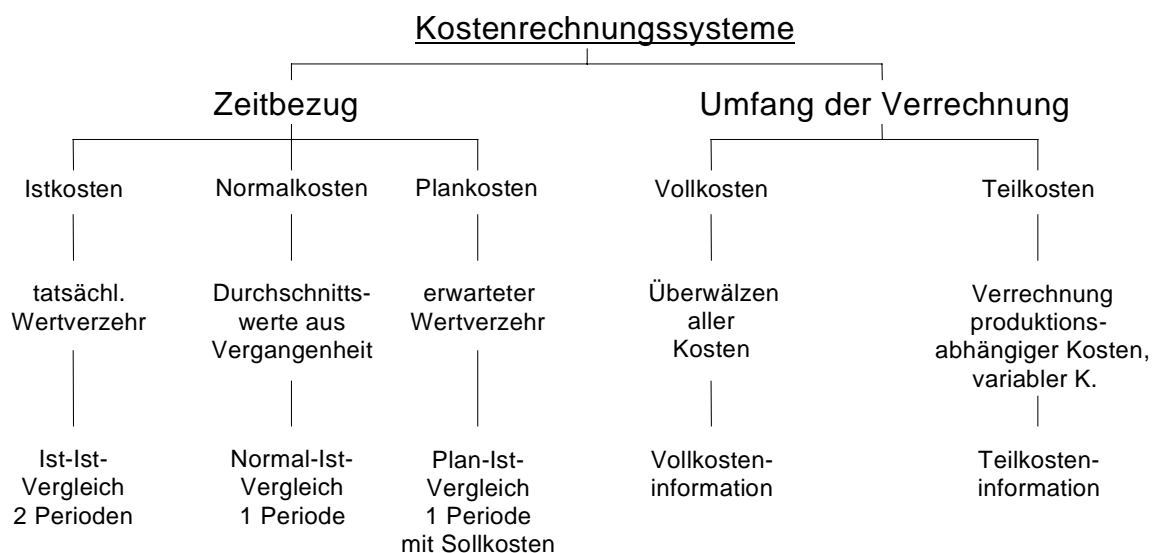 Kostenrechnungssysteme
Zeitbezug
Umfang der Verrechnung
Istkosten
Normalkosten
Plankosten
Vollkosten
Teilkosten
tatsächl.
Wertverzehr
Durchschnitts-
werte aus
Vergangenheit
erwarteter
Wertverzehr
Überwälzen
aller
Kosten
Verrechnung
produktions-
abhängiger Kosten,
variabler K.
Ist-Ist-
Vergleich
2 Perioden
Normal-Ist-
Vergleich
1 Periode
Plan-Ist-
Vergleich
1 Periode
mit Sollkosten
Vollkosten-
information
Teilkosten-
information